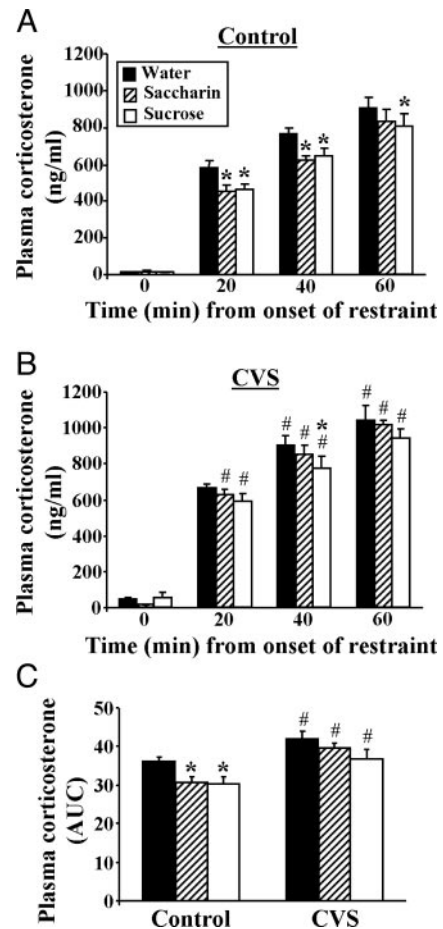 A
Control
1200
1000
800
600
400
200
0
Plasma corticosterone
(ng/ml)
Water
Saccharin
Sucrose
* *
* *
*
0 20 40 60
Time (min) from onset of restraint
B
CVS
1200
1000
800
600
400
200
0
Plasma corticosterone
(ng/ml)
# #
# # * #
# # #
0 20 40 60
Time (min) from onset of restraint
C
50
40
30
20
10
0
Plasma corticosterone
(AUC)
* *
# # #
Control CVS